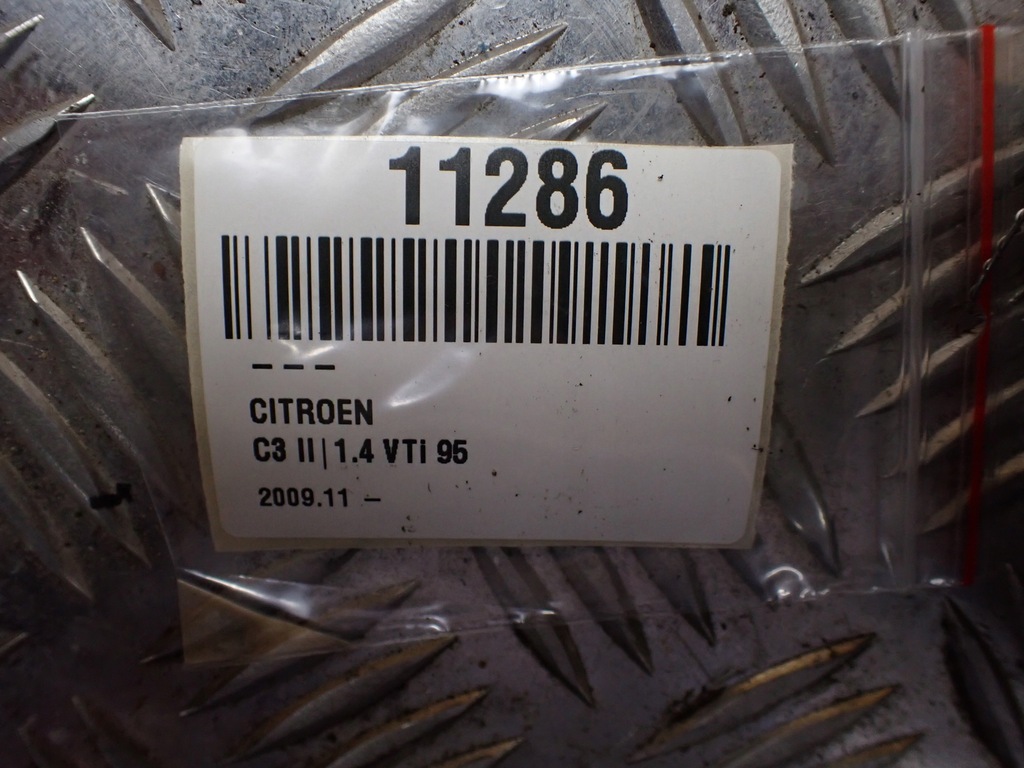 11286
---
CITROEN
C3 II|1.4 VTi 95
2009.11 –